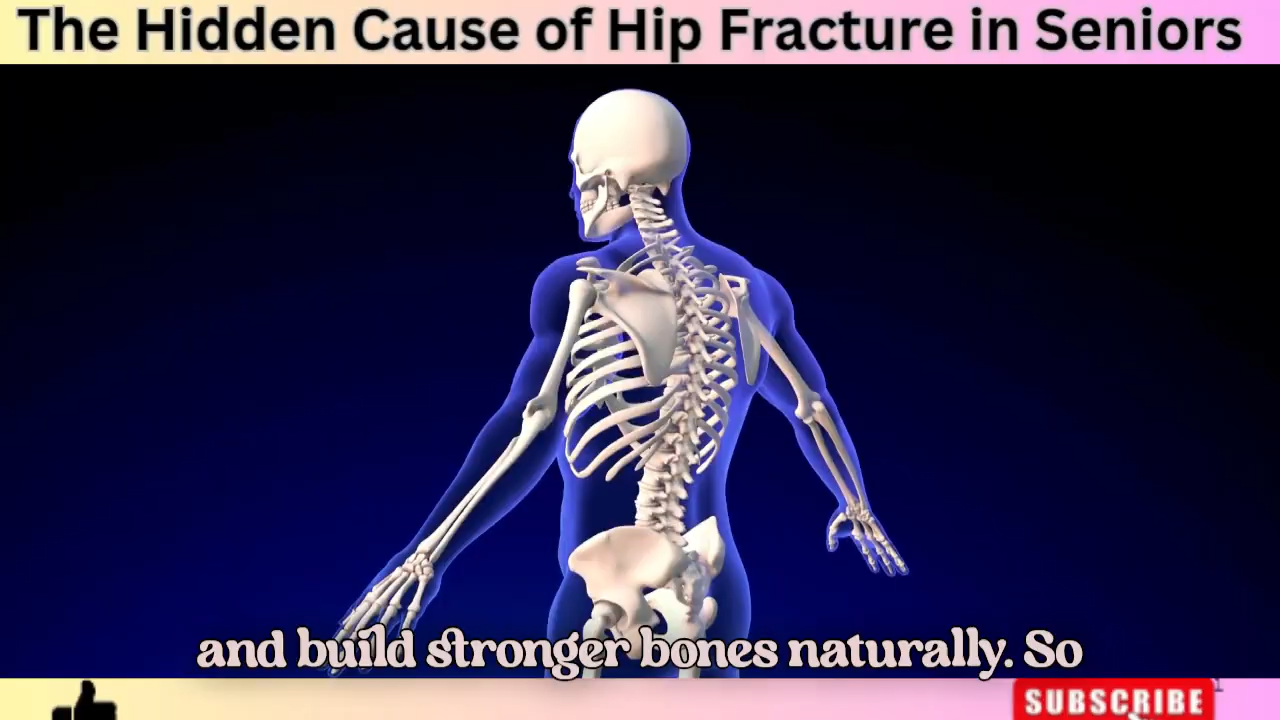 The Hidden Cause of Hip Fracture in Seniors
and build stronger bones naturally. So
SUBSCRIBE